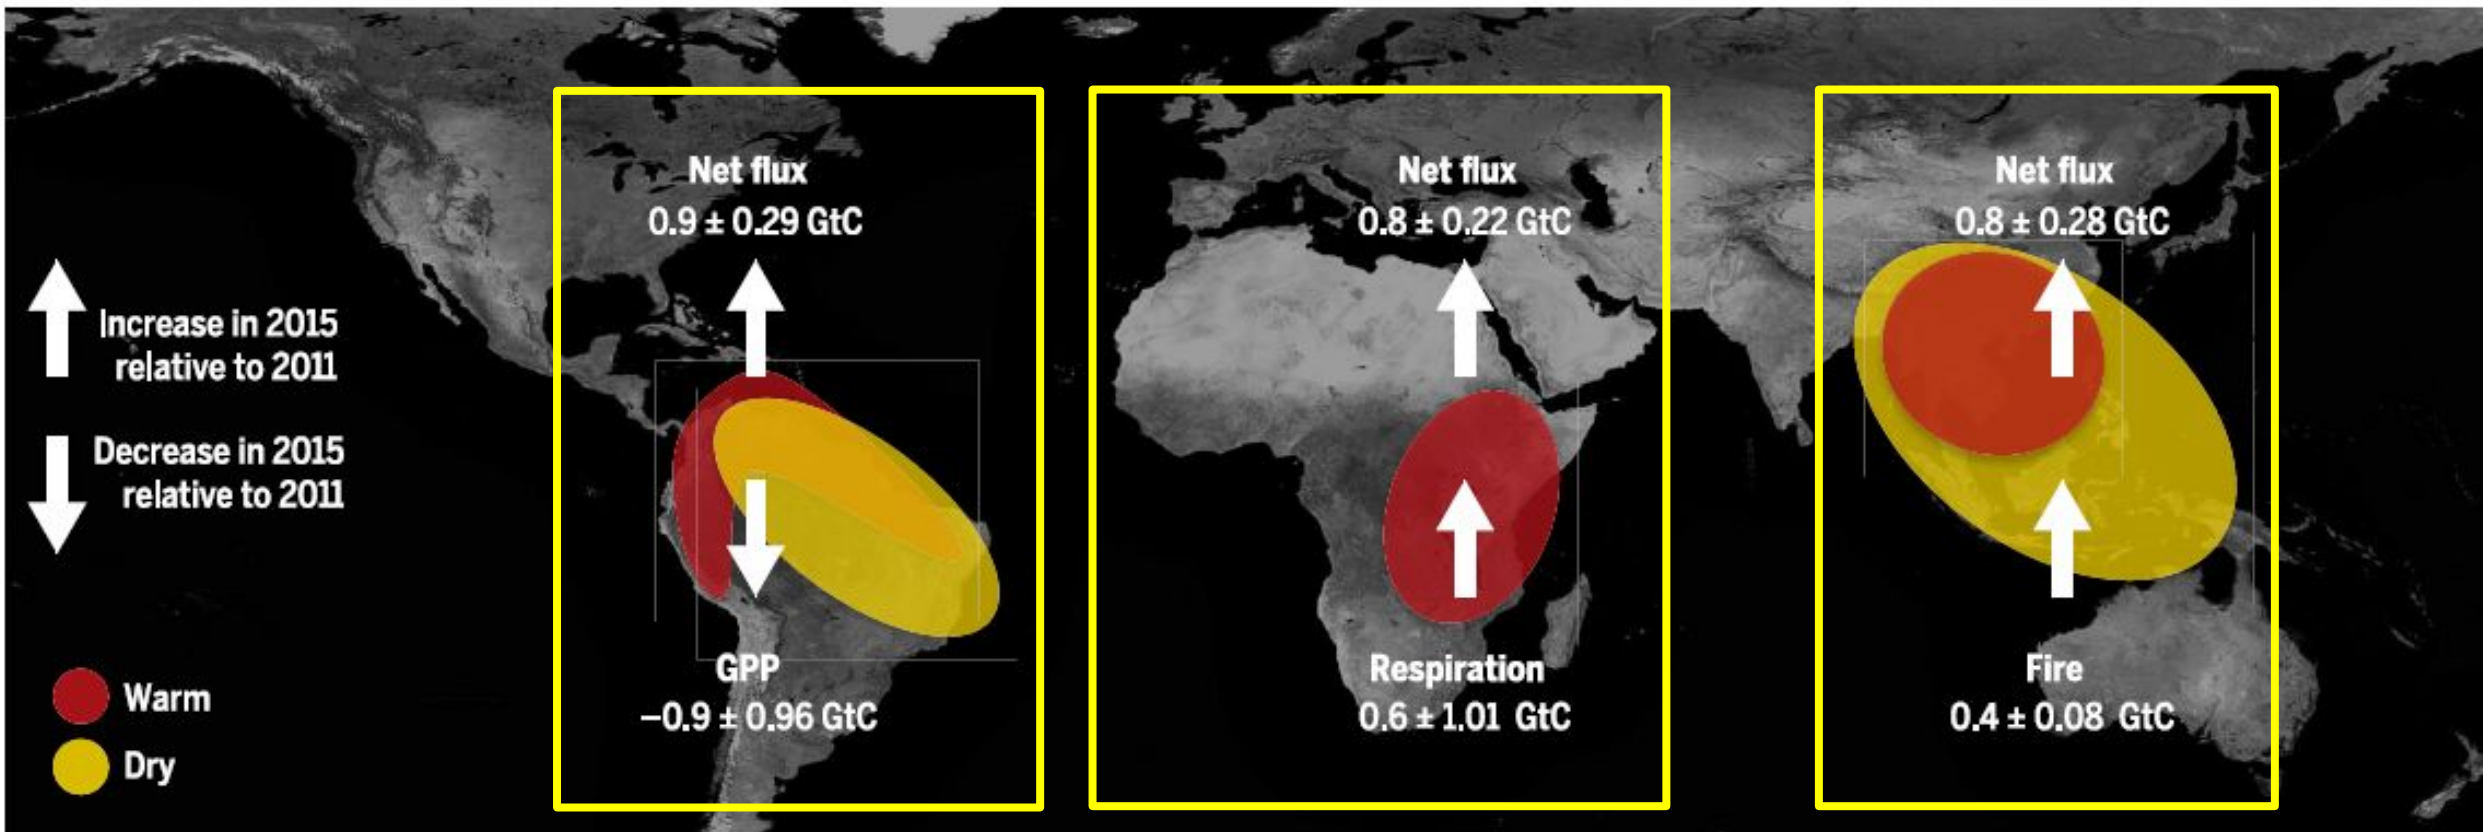 Net flux
0.9 ± 0.29 GtC
Net flux
0.8 ± 0.22 GtC
Net flux
0.8 ± 0.28 GtC
Increase in 2015
relative to 2011
Decrease in 2015
relative to 2011
GPP
−0.9 ± 0.96 GtC
Respiration
0.6 ± 1.01 GtC
Fire
0.4 ± 0.08 GtC
Warm
Dry